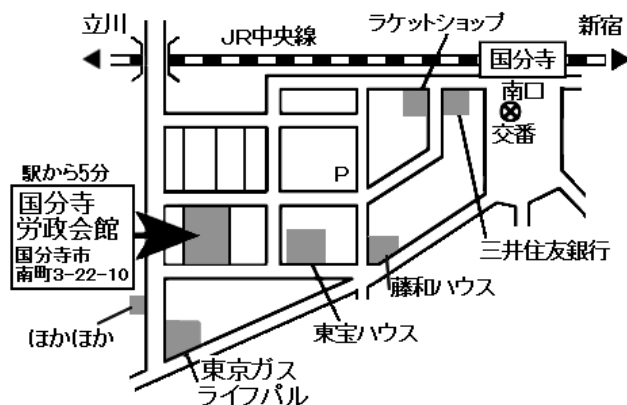 ラケットショップ
立川
JR中央線
新宿
国分寺
南口
交番
駅から5分
P
国分寺
労政会館
国分寺市
南町3-22-10
三井住友銀行
藤和ハウス
ほかほか
東宝ハウス
東京ガス
ライフパル